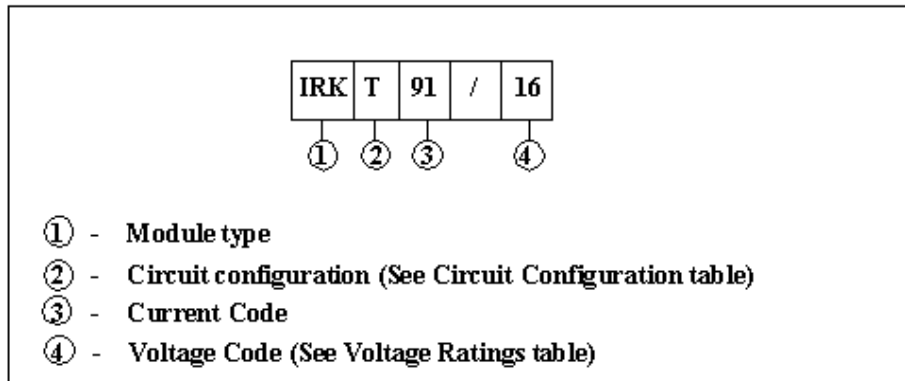 IRK T 91 / 16
① ② ③ ④
① - Module type
② - Circuit configuration (See Circuit Configuration table)
③ - Current Code
④ - Voltage Code (See Voltage Ratings table)